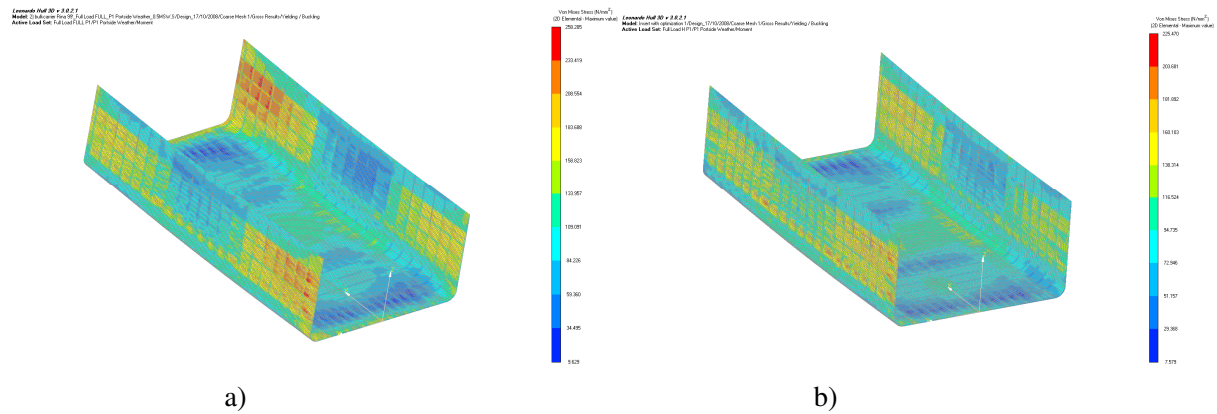 Leonardo Hull 3D v 3.0.2.1
Active Load Set: Full Load FULL_P1/P1 Portside Weather/Moment
Von Mises Stress (N/mm²)
(2D Elemental - Maximum value)
258.285
233.419
208.554
183.688
158.823
133.957
109.091
84.226
59.360
34.495
9.629
a)
Leonardo Hull 3D v 3.0.2.1
Model: Insert with optimization 1/Design_17/10/2008/Coarse Mesh 1/Gross Results/Yielding / Buckling
Active Load Set: Full Load H P1/P1 Portside Weather/Moment
Von Mises Stress (N/mm²)
(2D Elemental - Maximum value)
225.470
203.681
181.892
160.103
138.314
116.524
94.735
72.946
51.157
29.368
7.579
b)